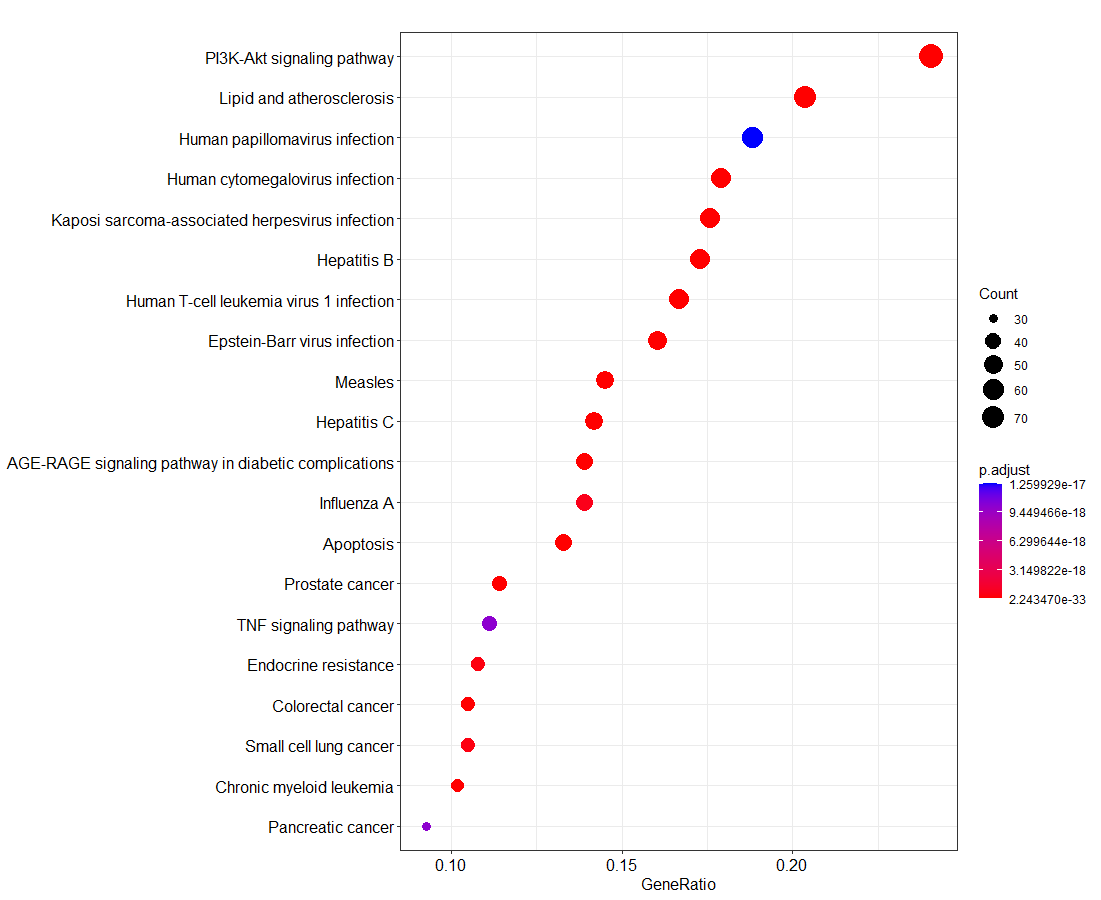 PI3K-Akt signaling pathway
Lipid and atherosclerosis
Human papillomavirus infection
Human cytomegalovirus infection
Kaposi sarcoma-associated herpesvirus infection
Hepatitis B
Human T-cell leukemia virus 1 infection
Epstein-Barr virus infection
Measles
Hepatitis C
AGE-RAGE signaling pathway in diabetic complications
Influenza A
Apoptosis
Prostate cancer
TNF signaling pathway
Endocrine resistance
Colorectal cancer
Small cell lung cancer
Chronic myeloid leukemia
Pancreatic cancer
0.10 0.15 0.20
GeneRatio
Count
30
40
50
60
70
p.adjust
1.259929e-17
9.449466e-18
6.299644e-18
3.149822e-18
2.243470e-33